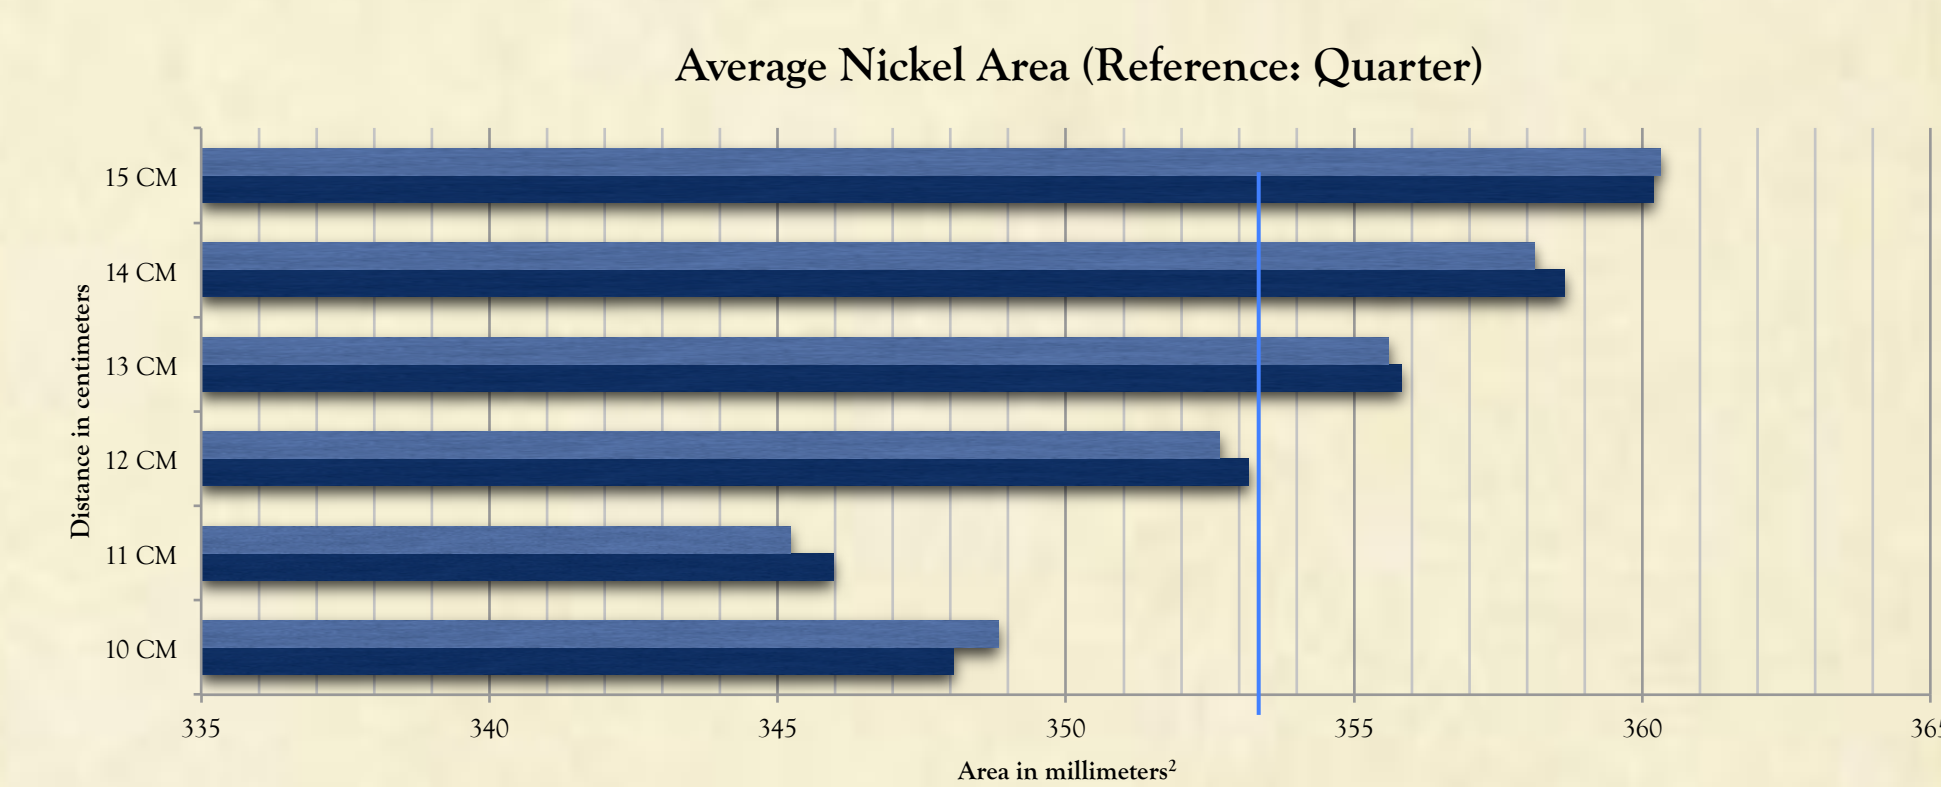 Average Nickel Area (Reference: Quarter)
15 CM
14 CM
13 CM
12 CM
11 CM
10 CM
Distance in centimeters
335 340 345 350 355 360
Area in millimeters²